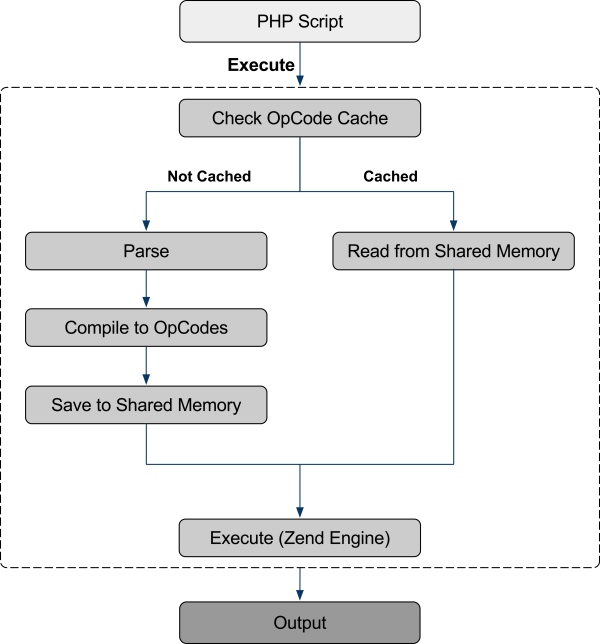 PHP Script
Execute
Check OpCode Cache
Not Cached
Cached
Parse
Read from Shared Memory
Compile to OpCodes
Save to Shared Memory
Execute (Zend Engine)
Output